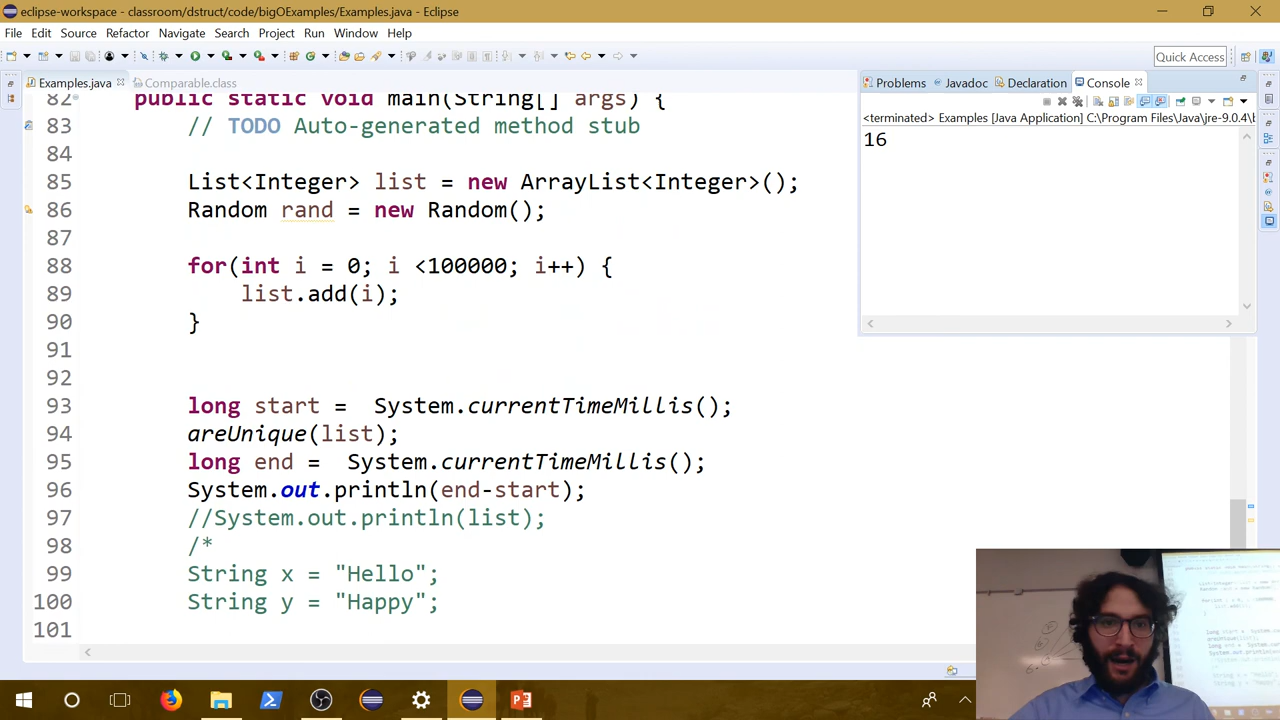 eclipse-workspace - classroom/dstruct/code/bigOExamples/Examples.java - Eclipse
File Edit Source Refactor Navigate Search Project Run Window Help
Quick Access
Examples.java Comparable.class
Problems Javadoc Declaration Console
<terminated> Examples [Java Application] C:\Program Files\Java\jre-9.0.4\b
16
82 public static void main(String[] args) {
83 // TODO Auto-generated method stub
84
85 List<Integer> list = new ArrayList<Integer>();
86 Random rand = new Random();
87
88 for(int i = 0; i <100000; i++) {
89 list.add(i);
90 }
91
92
93 long start = System.currentTimeMillis();
94 areUnique(list);
95 long end = System.currentTimeMillis();
96 System.out.println(end-start);
97 //System.out.println(list);
98 /*
99 String x = "Hello";
100 String y = "Happy";
101